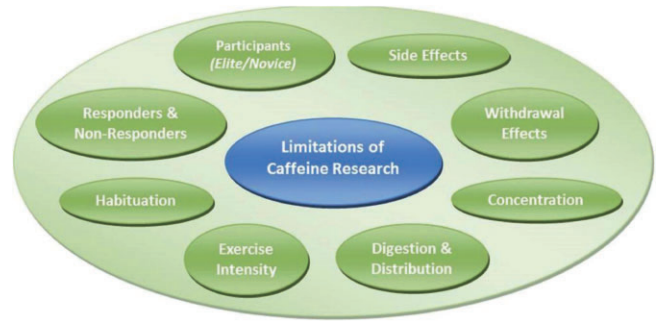 Participants
(Elite/Novice)
Side Effects
Responders &
Non-Responders
Withdrawal
Effects
Limitations of
Caffeine Research
Habituation
Concentration
Exercise
Intensity
Digestion &
Distribution